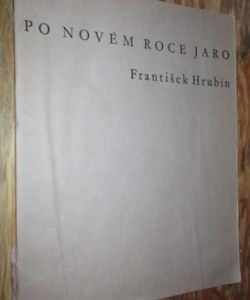 PO NOVÉM ROCE JARO
František Hrubín